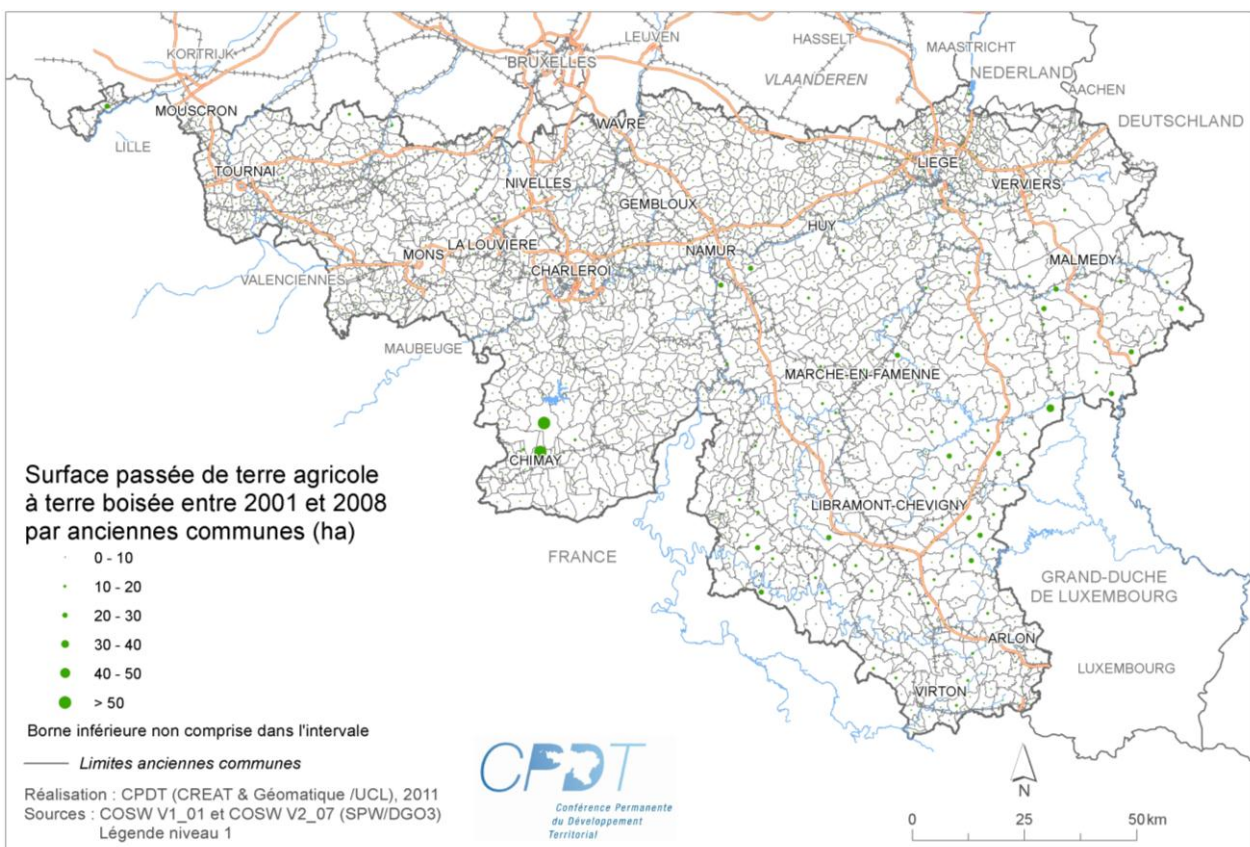 KORTRIJK
LEUVEN
HASSELT
MAASTRICHT
BRUXELLES
VLAANDEREN
NEDERLAND
AACHEN
MOUSCRON
DEUTSCHLAND
WAVRE
LILLE
TOURNAI
LIEGE
NIVELLES
VERVIERS
GEMBLOUX
HUY
LA LOUVIERE
NAMUR
MONS
MALMEDY
CHARLEROI
VALENCIENNES
MAUBEUGE
MARCHE-EN-FAMENNE
CHIMAY
LIBRAMONT-CHEVIGNY
FRANCE
GRAND-DUCHE
DE LUXEMBOURG
ARLON
LUXEMBOURG
VIRTON
Surface passée de terre agricole
à terre boisée entre 2001 et 2008
par anciennes communes (ha)
0 - 10
10 - 20
20 - 30
30 - 40
40 - 50
> 50
Borne inférieure non comprise dans l'intervale
Limites anciennes communes
Réalisation : CPDT (CREAT & Géomatique /UCL), 2011
Sources : COSW V1_01 et COSW V2_07 (SPW/DGO3)
Légende niveau 1
CPDT
Conférence Permanente
du Développement
Territorial
N
0 25 50 km